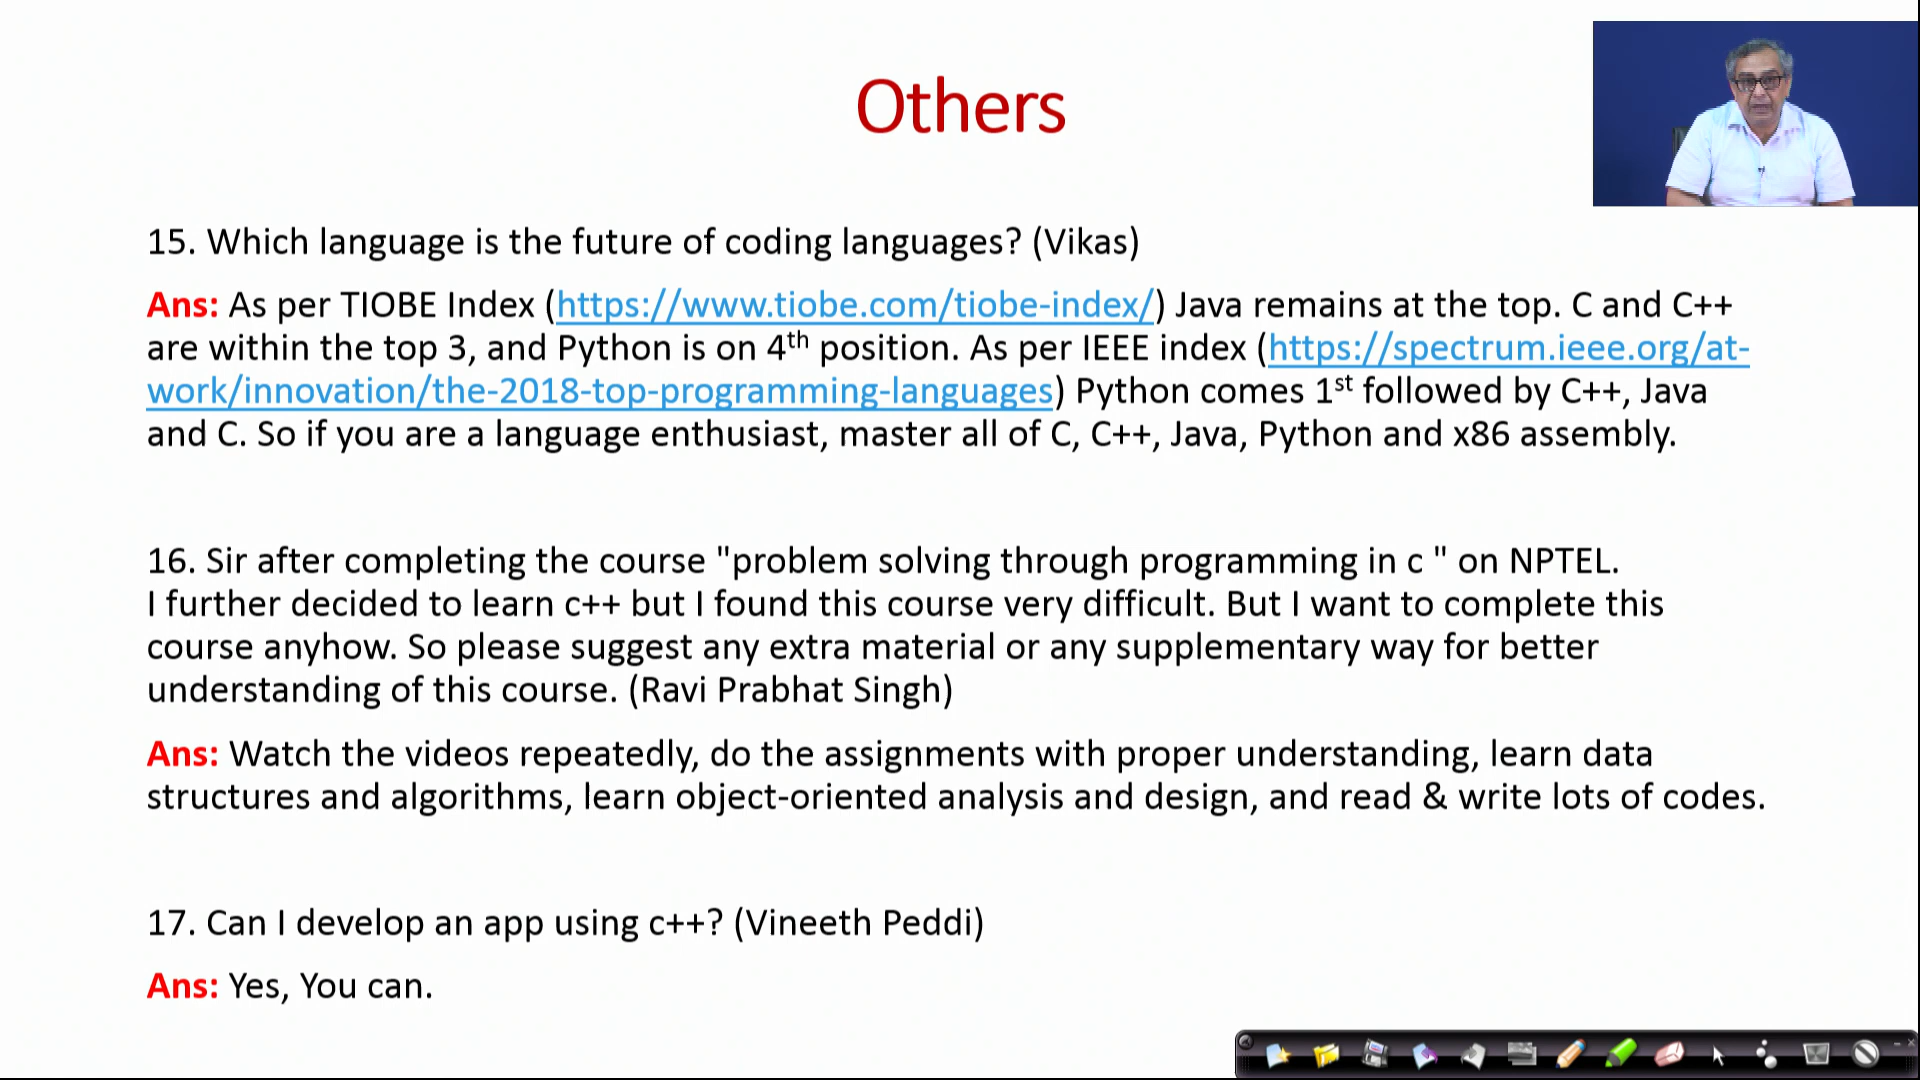 Others
15. Which language is the future of coding languages? (Vikas)
Ans: As per TIOBE Index (https://www.tiobe.com/tiobe-index/) Java remains at the top. C and C++
are within the top 3, and Python is on 4th position. As per IEEE index (https://spectrum.ieee.org/at-
work/innovation/the-2018-top-programming-languages) Python comes 1st followed by C++, Java
and C. So if you are a language enthusiast, master all of C, C++, Java, Python and x86 assembly.
16. Sir after completing the course "problem solving through programming in c " on NPTEL.
I further decided to learn c++ but I found this course very difficult. But I want to complete this
course anyhow. So please suggest any extra material or any supplementary way for better
understanding of this course. (Ravi Prabhat Singh)
Ans: Watch the videos repeatedly, do the assignments with proper understanding, learn data
structures and algorithms, learn object-oriented analysis and design, and read & write lots of codes.
17. Can I develop an app using c++? (Vineeth Peddi)
Ans: Yes, You can.